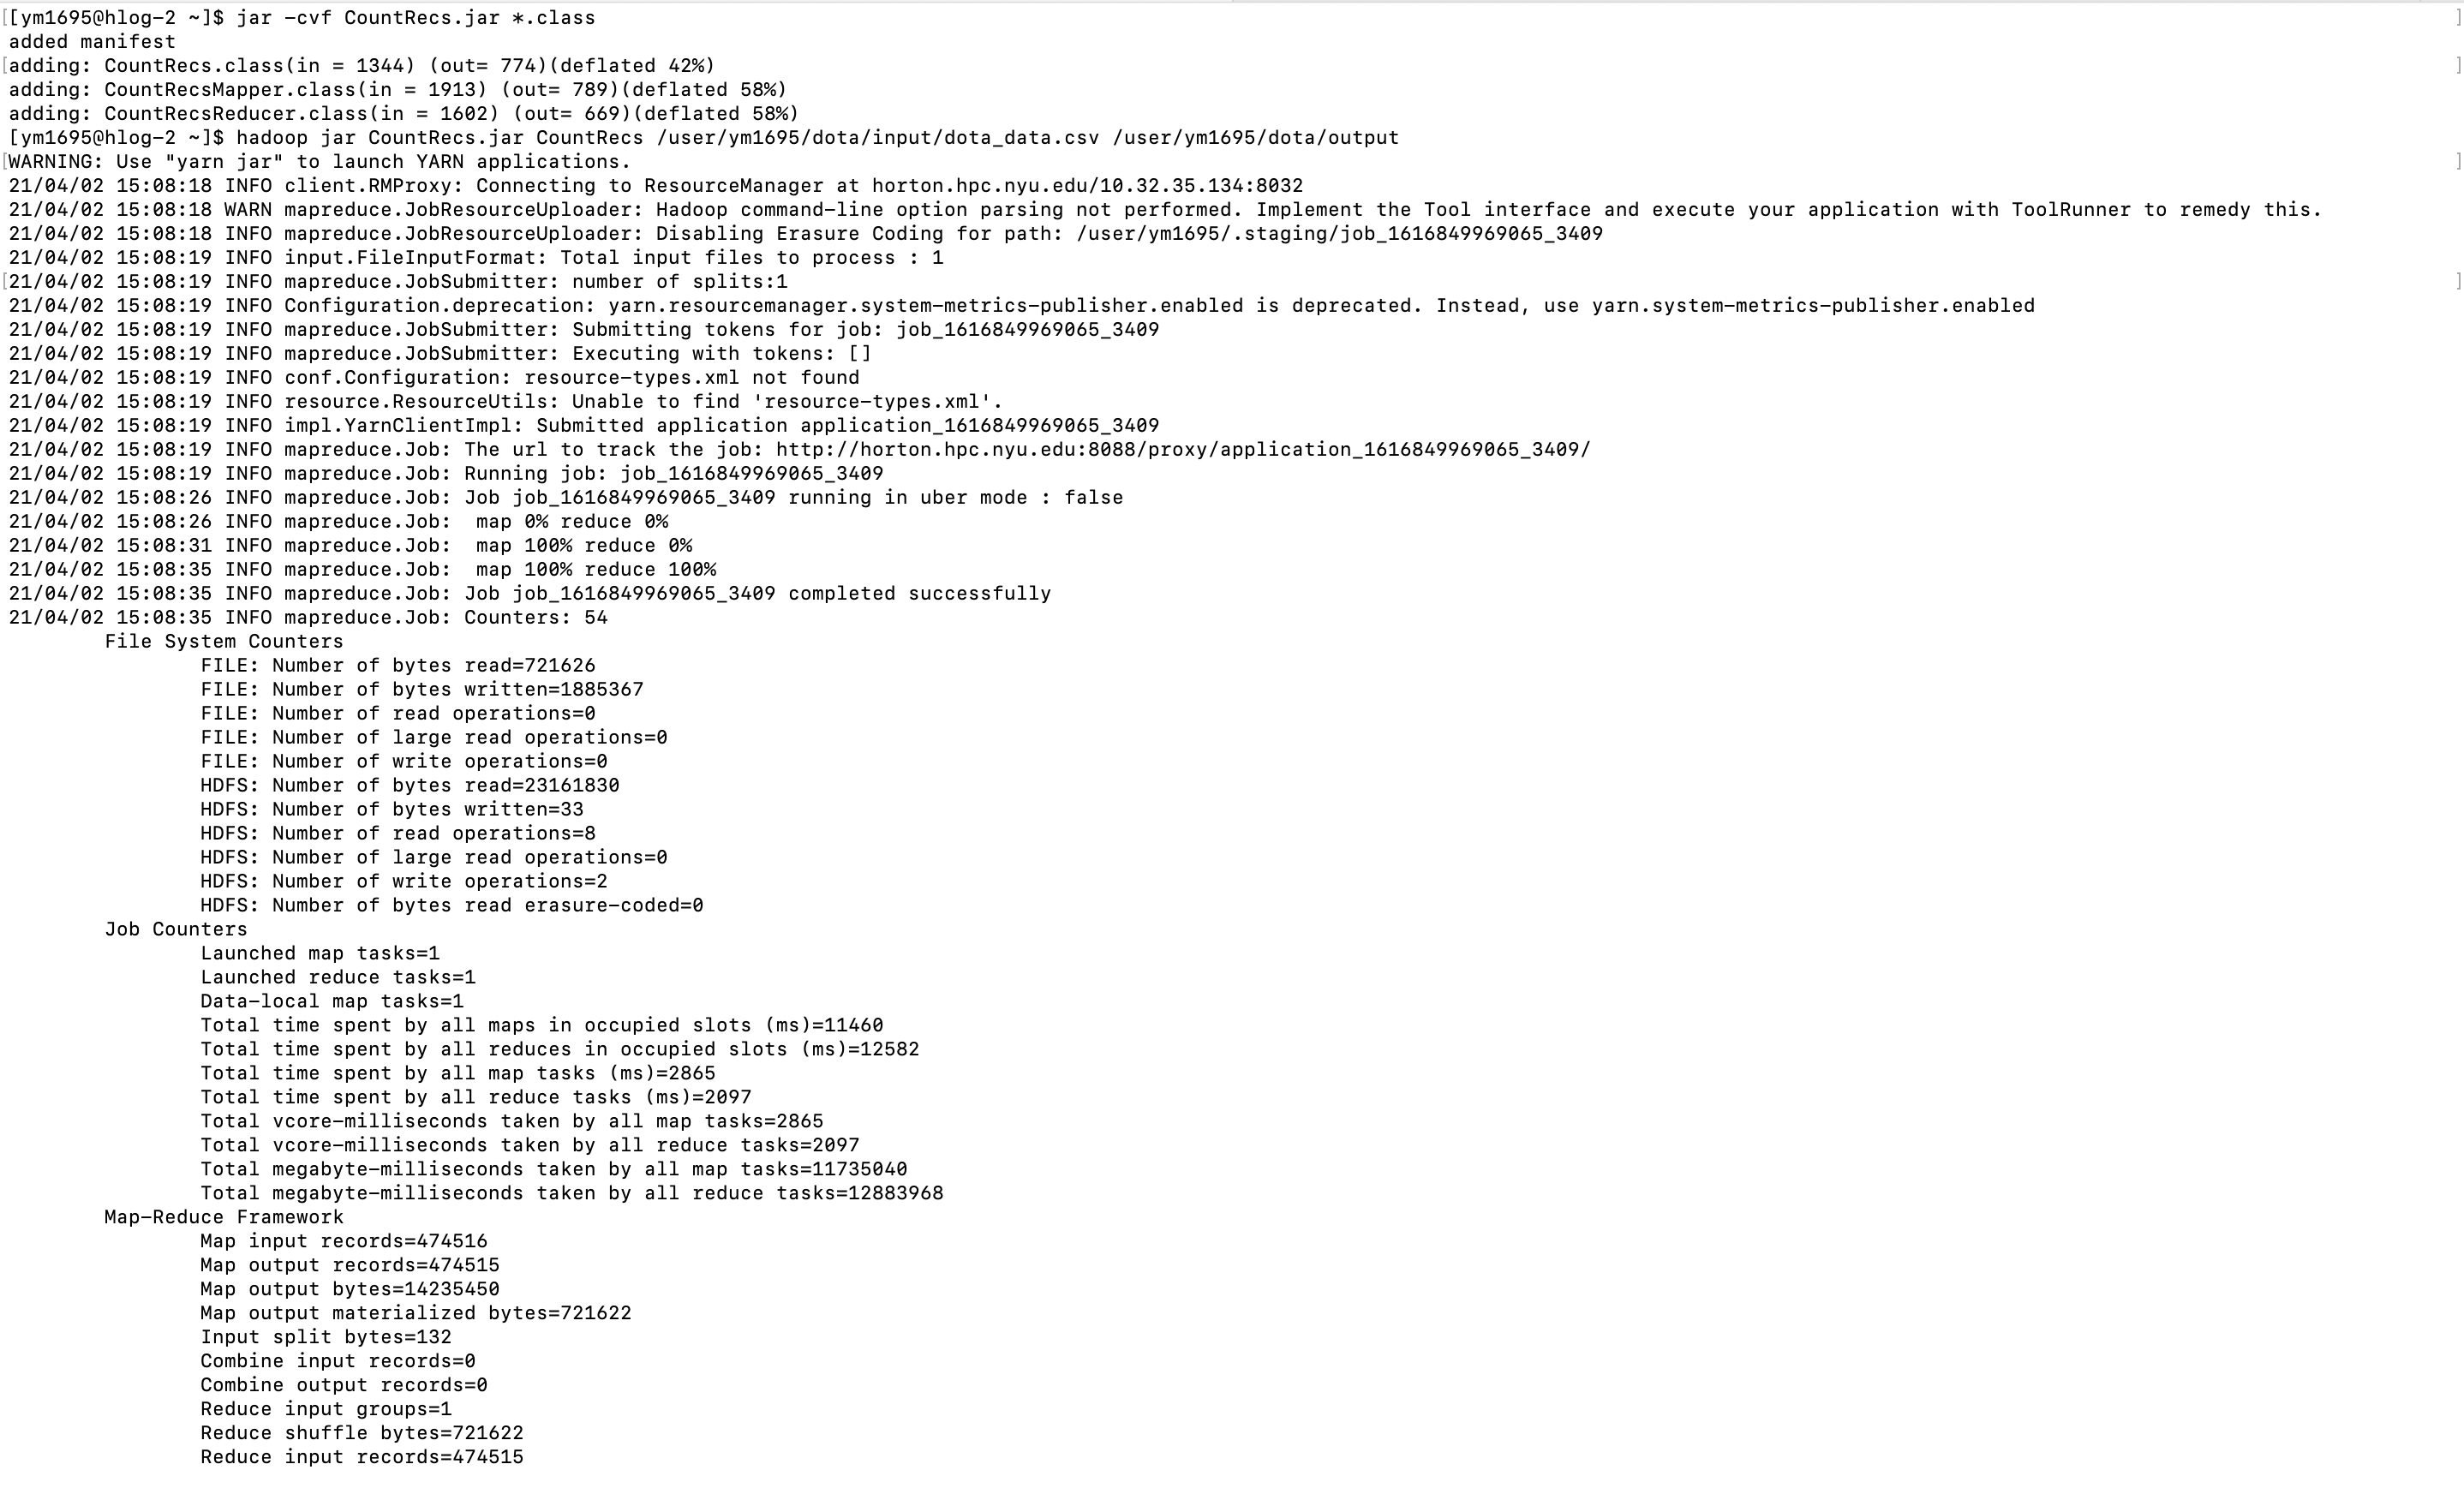 [[ym1695@hlog-2 ~]$ jar -cvf CountRecs.jar *.class ]
added manifest
[adding: CountRecs.class(in = 1344) (out= 774)(deflated 42%) ]
adding: CountRecsMapper.class(in = 1913) (out= 789)(deflated 58%)
adding: CountRecsReducer.class(in = 1602) (out= 669)(deflated 58%)
[ym1695@hlog-2 ~]$ hadoop jar CountRecs.jar CountRecs /user/ym1695/dota/input/dota_data.csv /user/ym1695/dota/output
[WARNING: Use "yarn jar" to launch YARN applications. ]
21/04/02 15:08:18 INFO client.RMProxy: Connecting to ResourceManager at horton.hpc.nyu.edu/10.32.35.134:8032
21/04/02 15:08:18 WARN mapreduce.JobResourceUploader: Hadoop command-line option parsing not performed. Implement the Tool interface and execute your application with ToolRunner to remedy this.
21/04/02 15:08:18 INFO mapreduce.JobResourceUploader: Disabling Erasure Coding for path: /user/ym1695/.staging/job_1616849969065_3409
21/04/02 15:08:19 INFO input.FileInputFormat: Total input files to process : 1
[21/04/02 15:08:19 INFO mapreduce.JobSubmitter: number of splits:1 ]
21/04/02 15:08:19 INFO Configuration.deprecation: yarn.resourcemanager.system-metrics-publisher.enabled is deprecated. Instead, use yarn.system-metrics-publisher.enabled
21/04/02 15:08:19 INFO mapreduce.JobSubmitter: Submitting tokens for job: job_1616849969065_3409
21/04/02 15:08:19 INFO mapreduce.JobSubmitter: Executing with tokens: []
21/04/02 15:08:19 INFO conf.Configuration: resource-types.xml not found
21/04/02 15:08:19 INFO resource.ResourceUtils: Unable to find 'resource-types.xml'.
21/04/02 15:08:19 INFO impl.YarnClientImpl: Submitted application application_1616849969065_3409
21/04/02 15:08:19 INFO mapreduce.Job: The url to track the job: http://horton.hpc.nyu.edu:8088/proxy/application_1616849969065_3409/
21/04/02 15:08:19 INFO mapreduce.Job: Running job: job_1616849969065_3409
21/04/02 15:08:26 INFO mapreduce.Job: Job job_1616849969065_3409 running in uber mode : false
21/04/02 15:08:26 INFO mapreduce.Job:  map 0% reduce 0%
21/04/02 15:08:31 INFO mapreduce.Job:  map 100% reduce 0%
21/04/02 15:08:35 INFO mapreduce.Job:  map 100% reduce 100%
21/04/02 15:08:35 INFO mapreduce.Job: Job job_1616849969065_3409 completed successfully
21/04/02 15:08:35 INFO mapreduce.Job: Counters: 54
File System Counters
FILE: Number of bytes read=721626
FILE: Number of bytes written=1885367
FILE: Number of read operations=0
FILE: Number of large read operations=0
FILE: Number of write operations=0
HDFS: Number of bytes read=23161830
HDFS: Number of bytes written=33
HDFS: Number of read operations=8
HDFS: Number of large read operations=0
HDFS: Number of write operations=2
HDFS: Number of bytes read erasure-coded=0
Job Counters
Launched map tasks=1
Launched reduce tasks=1
Data-local map tasks=1
Total time spent by all maps in occupied slots (ms)=11460
Total time spent by all reduces in occupied slots (ms)=12582
Total time spent by all map tasks (ms)=2865
Total time spent by all reduce tasks (ms)=2097
Total vcore-milliseconds taken by all map tasks=2865
Total vcore-milliseconds taken by all reduce tasks=2097
Total megabyte-milliseconds taken by all map tasks=11735040
Total megabyte-milliseconds taken by all reduce tasks=12883968
Map-Reduce Framework
Map input records=474516
Map output records=474515
Map output bytes=14235450
Map output materialized bytes=721622
Input split bytes=132
Combine input records=0
Combine output records=0
Reduce input groups=1
Reduce shuffle bytes=721622
Reduce input records=474515